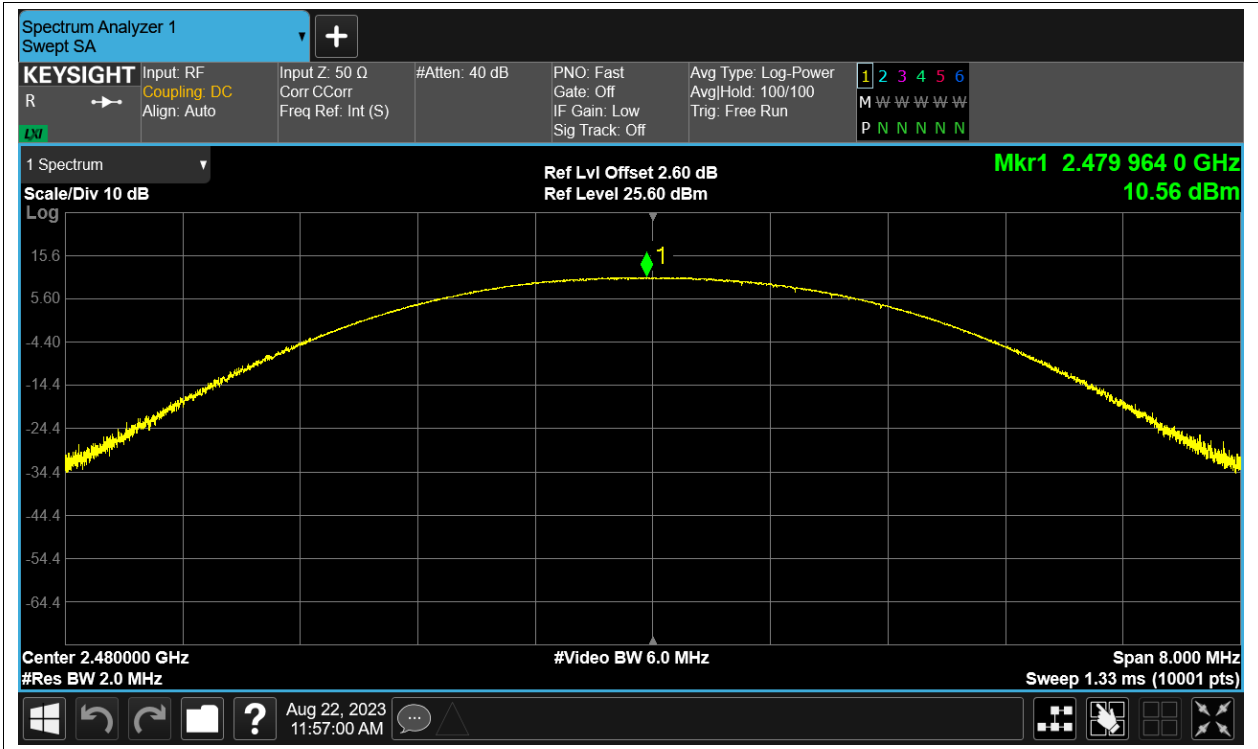 Spectrum Analyzer 1
Swept SA
KEYSIGHT
R
LXI
Input: RF
Coupling: DC
Align: Auto
Input Z: 50 Ω
Corr CCorr
Freq Ref: Int (S)
#Atten: 40 dB
PNO: Fast
Gate: Off
IF Gain: Low
Sig Track: Off
Avg Type: Log-Power
Avg|Hold: 100/100
Trig: Free Run
1 2 3 4 5 6
M W W W W W
P N N N N N
1 Spectrum
Scale/Div 10 dB
Log
Ref Lvl Offset 2.60 dB
Ref Level 25.60 dBm
Mkr1 2.479 964 0 GHz
10.56 dBm
1
15.6
5.60
-4.40
-14.4
-24.4
-34.4
-44.4
-54.4
-64.4
Center 2.480000 GHz
#Video BW 6.0 MHz
Span 8.000 MHz
#Res BW 2.0 MHz
Sweep 1.33 ms (10001 pts)
?
Aug 22, 2023
11:57:00 AM